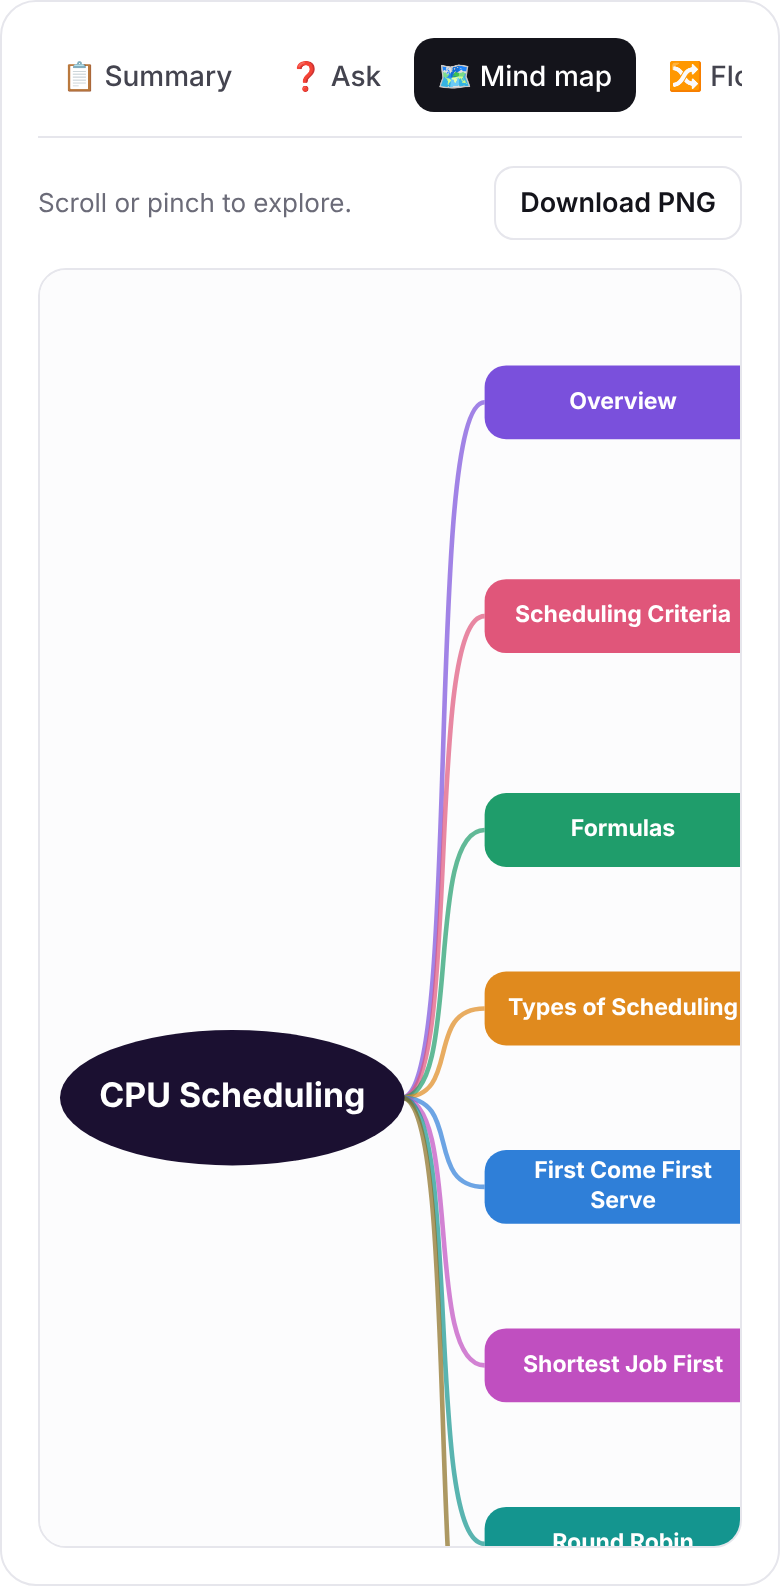 📋 Summary
❓ Ask
🗺️ Mind map
🔀 Flo
Scroll or pinch to explore.
Download PNG
Overview
Scheduling Criteria
Formulas
Types of Scheduling
CPU Scheduling
First Come First
Serve
Shortest Job First
Round Robin